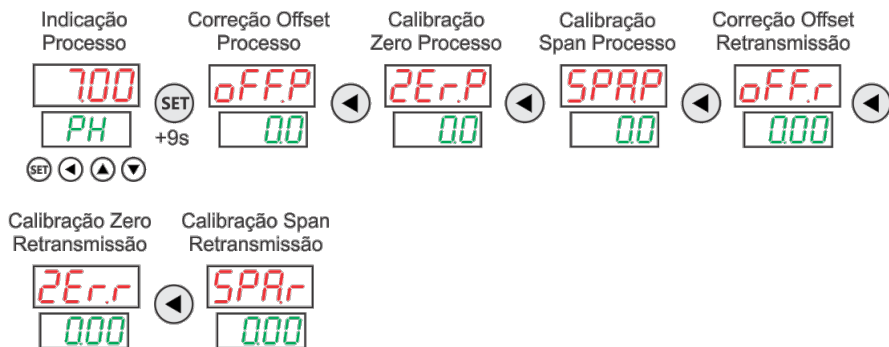 Indicação
Processo
Correção Offset
Processo
Calibração
Zero Processo
Calibração
Span Processo
Correção Offset
Retransmissão
7.00
PH
SET
+9s
oFF.P
0.0
2Er.P
0.0
SPA.P
0.0
oFF.r
0.00
SET
Calibração Zero
Retransmissão
Calibração Span
Retransmissão
2Er.r
0.00
SPA.r
0.00